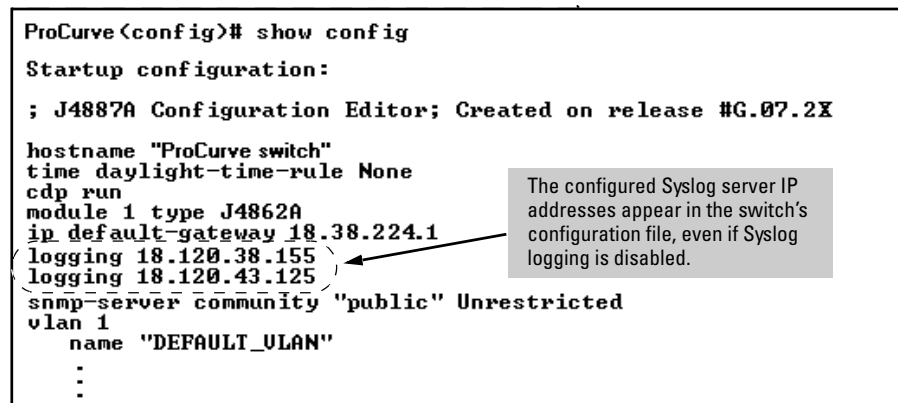 ProCurve(config)# show config
Startup configuration:
; J4887A Configuration Editor; Created on release #G.07.2X
hostname "ProCurve switch"
time daylight-time-rule None
cdp run
module 1 type J4862A
ip default-gateway 18.38.224.1
logging 18.120.38.155
logging 18.120.43.125
snmp-server community "public" Unrestricted
vlan 1
name "DEFAULT_VLAN"
.
.
.
The configured Syslog server IP
addresses appear in the switch's
configuration file, even if Syslog
logging is disabled.